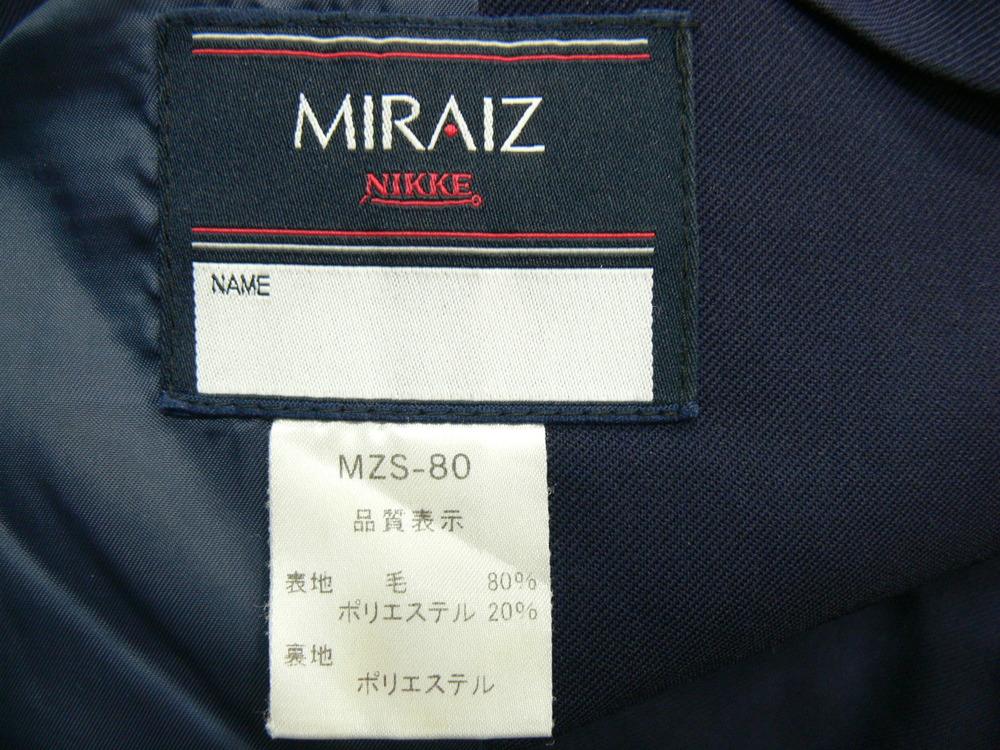 MIRAIZ
NIKKE
NAME
MZS-80
品質表示
表地 毛 80%
ポリエステル 20%
裏地
ポリエステル